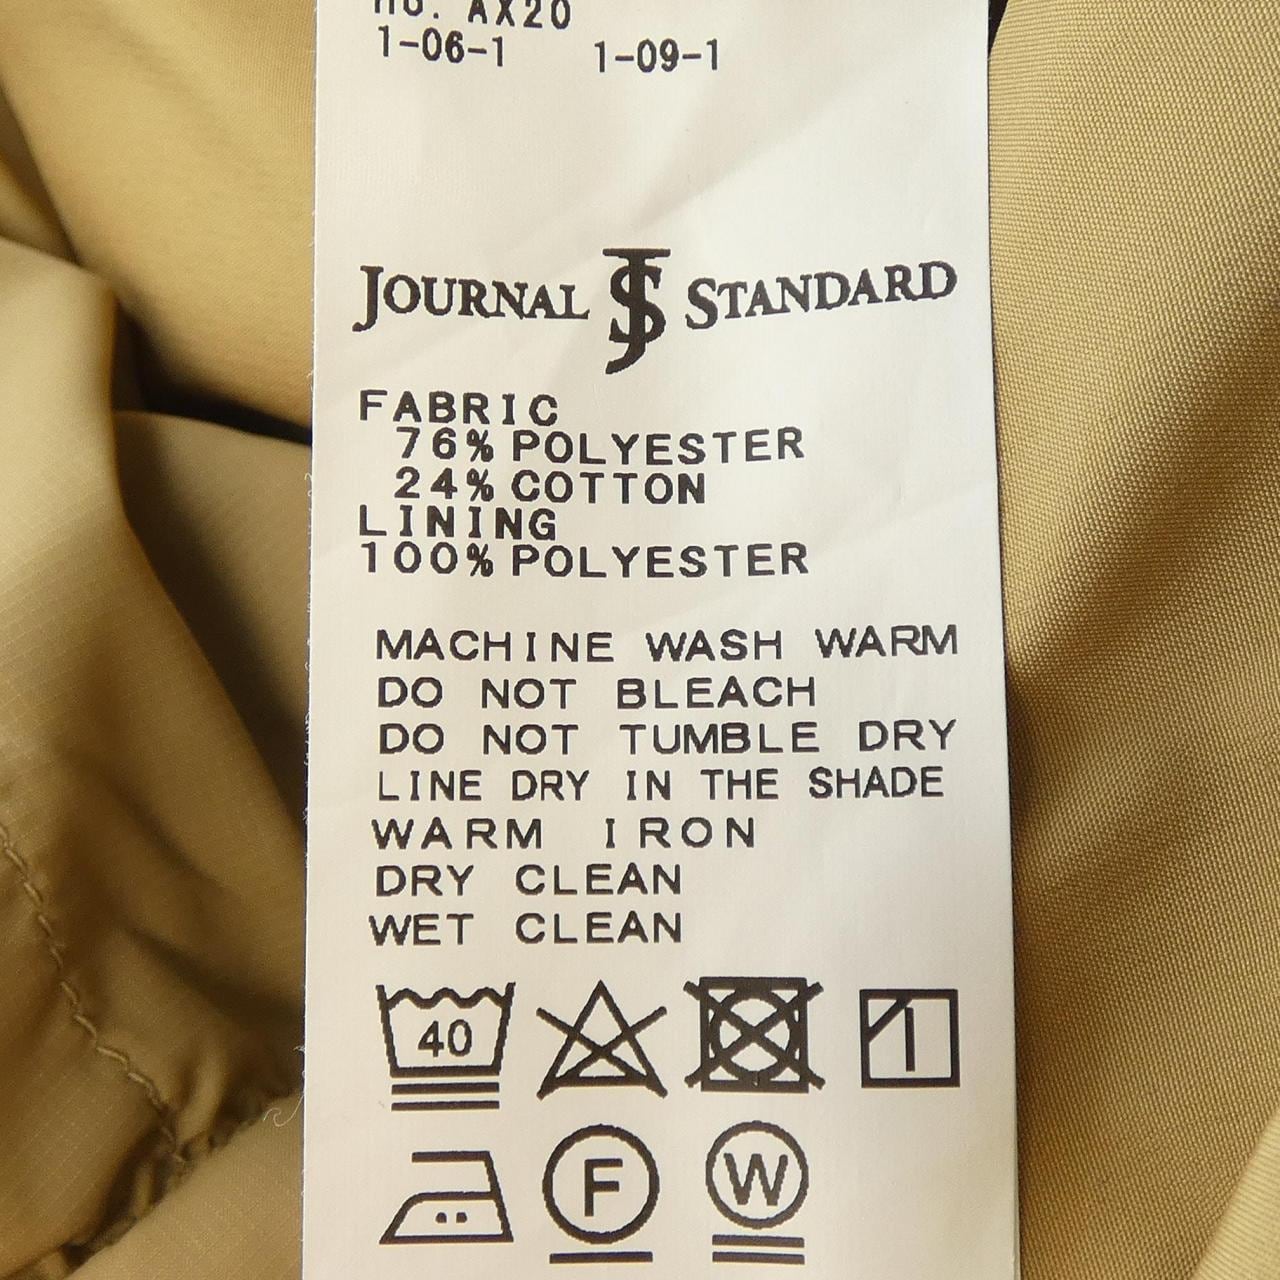 no. AX20
1-06-1 1-09-1
JOURNAL JS STANDARD
FABRIC
76% POLYESTER
24% COTTON
LINING
100% POLYESTER
MACHINE WASH WARM
DO NOT BLEACH
DO NOT TUMBLE DRY
LINE DRY IN THE SHADE
WARM IRON
DRY CLEAN
WET CLEAN
40
F W